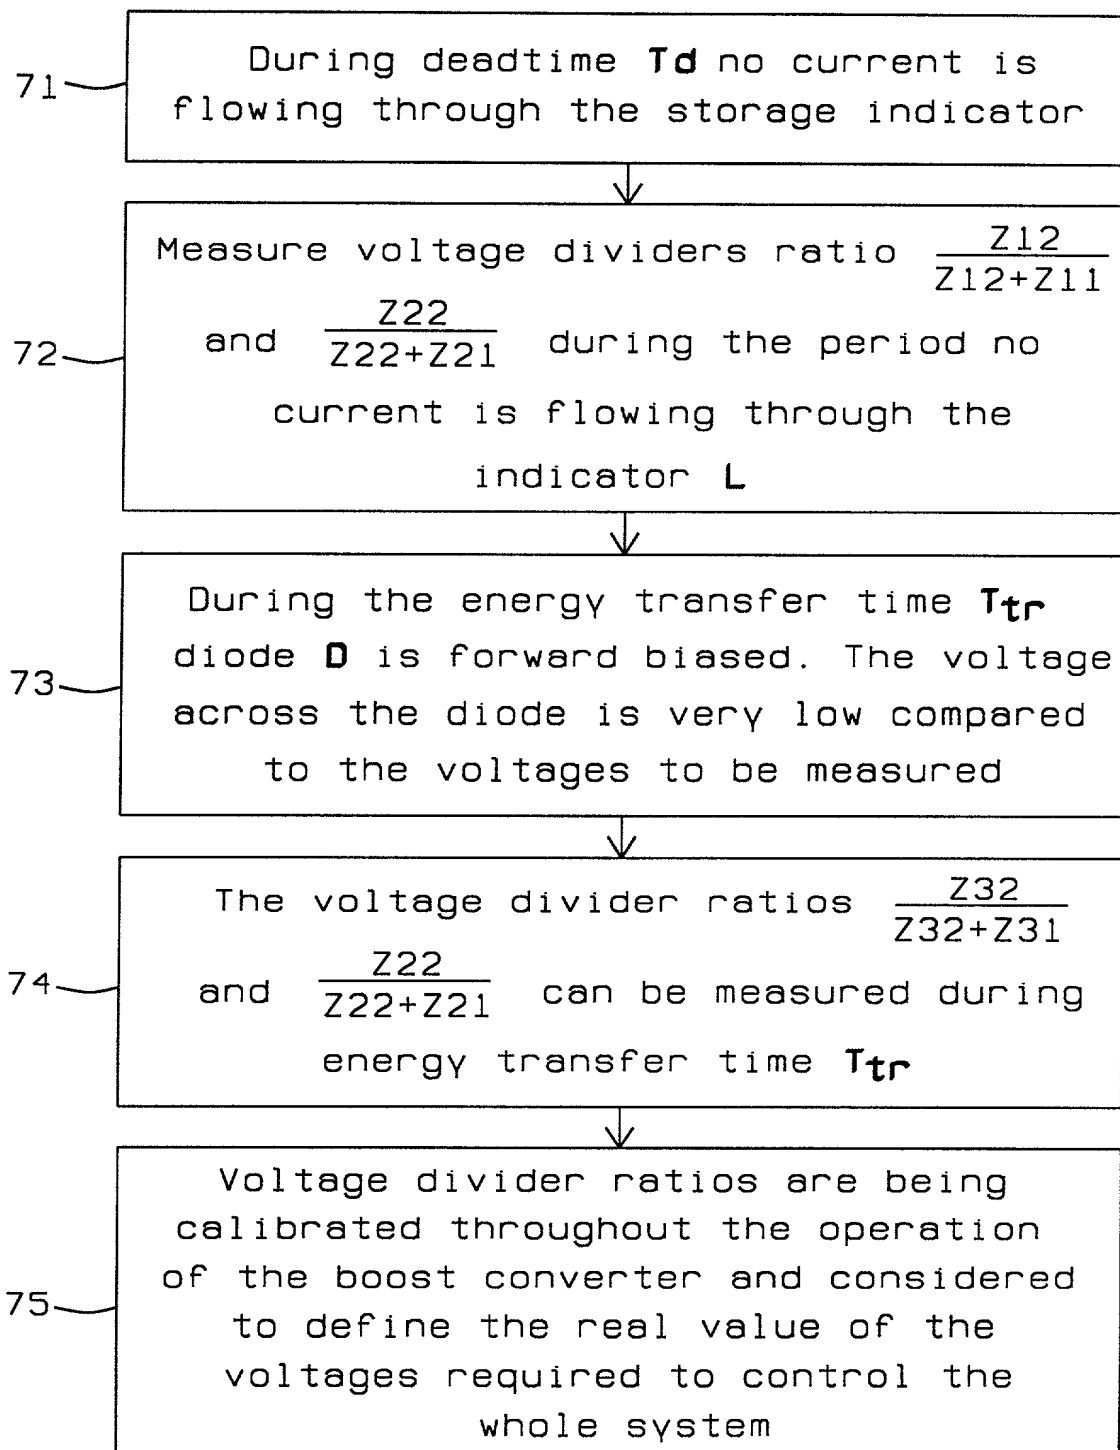 71
During deadtime Td no current is
flowing through the storage indicator
72
Measure voltage dividers ratio Z12
Z12+Z11
and Z22
Z22+Z21 during the period no
current is flowing through the
indicator L
73
During the energy transfer time Ttr
diode D is forward biased. The voltage
across the diode is very low compared
to the voltages to be measured
74
The voltage divider ratios Z32
Z32+Z31
and Z22
Z22+Z21 can be measured during
energy transfer time Ttr
75
Voltage divider ratios are being
calibrated throughout the operation
of the boost converter and considered
to define the real value of the
voltages required to control the
whole system